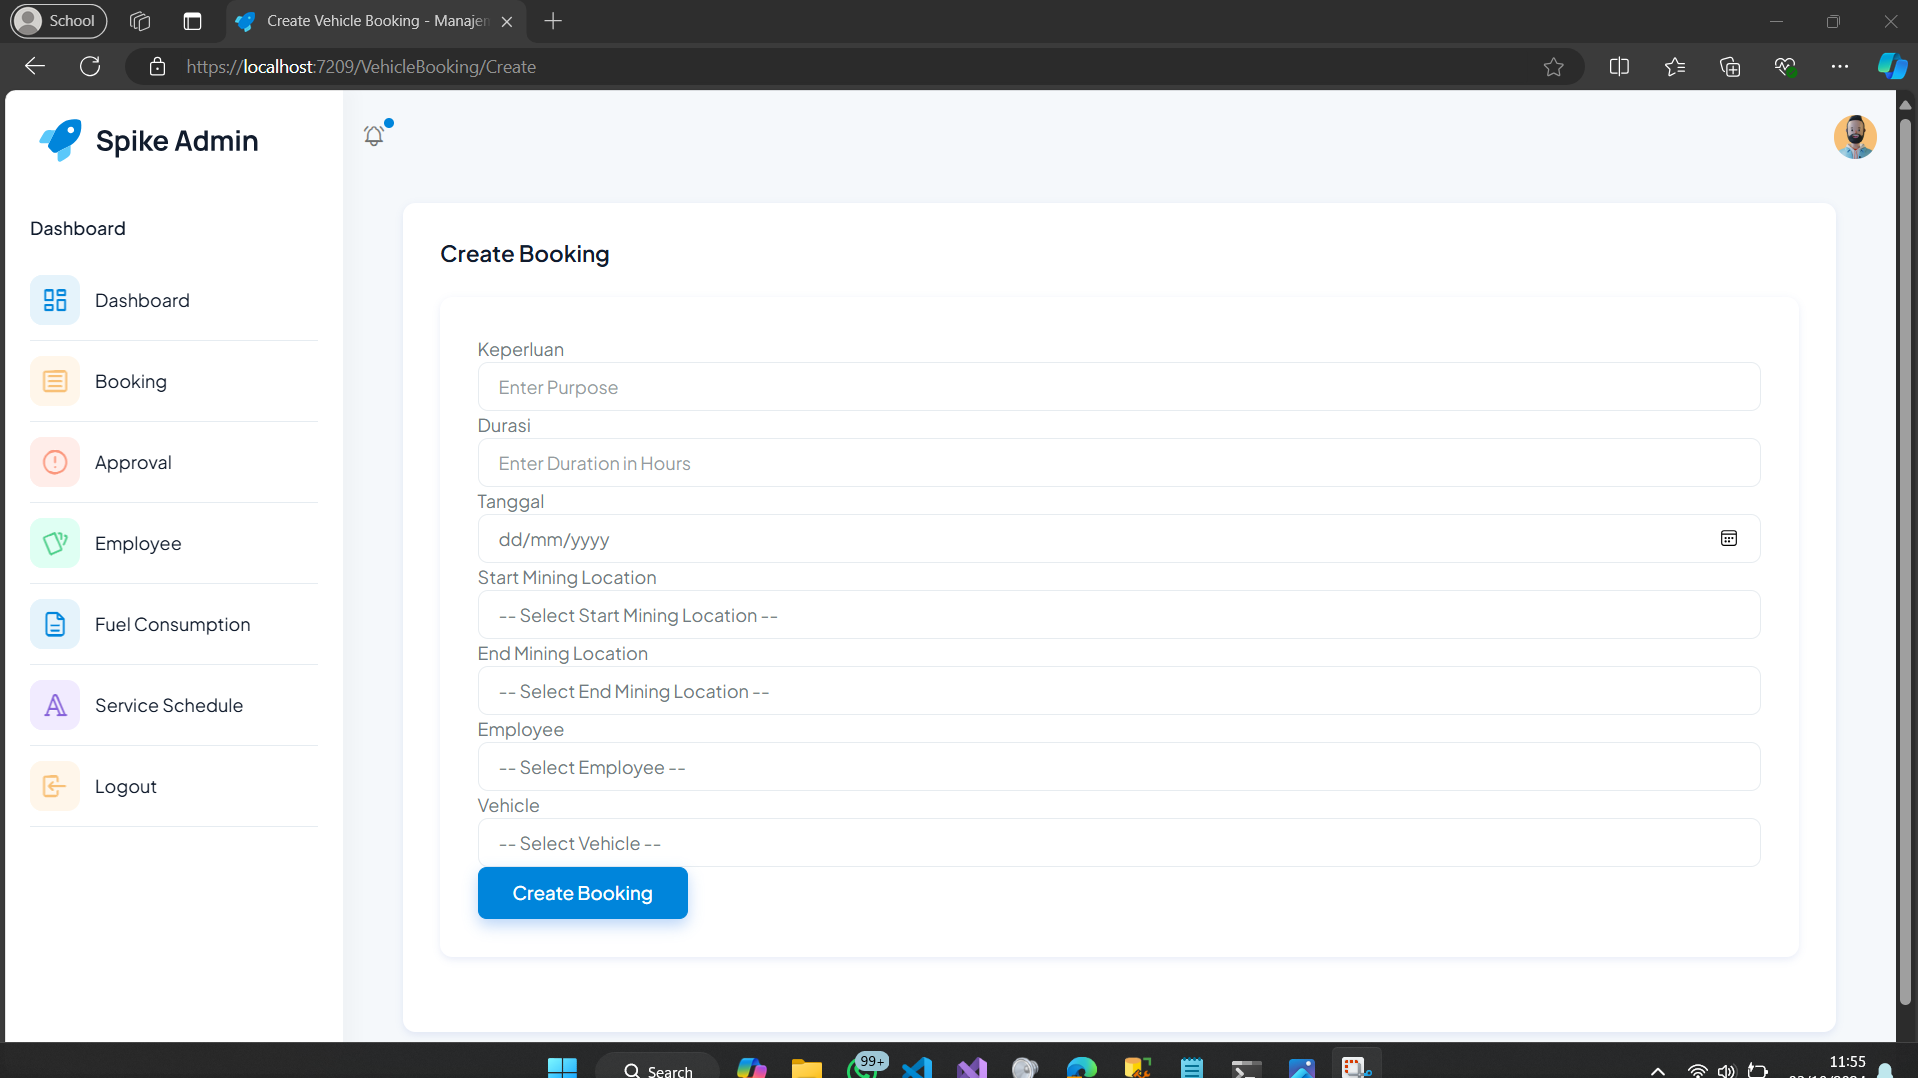 School
Create Vehicle Booking - Manajen
https://localhost:7209/VehicleBooking/Create
Spike Admin
Dashboard
Dashboard
Booking
Approval
Employee
Fuel Consumption
Service Schedule
Logout
Create Booking
Keperluan
Enter Purpose
Durasi
Enter Duration in Hours
Tanggal
dd/mm/yyyy
Start Mining Location
-- Select Start Mining Location --
End Mining Location
-- Select End Mining Location --
Employee
-- Select Employee --
Vehicle
-- Select Vehicle --
Create Booking
Search
99+
11:55